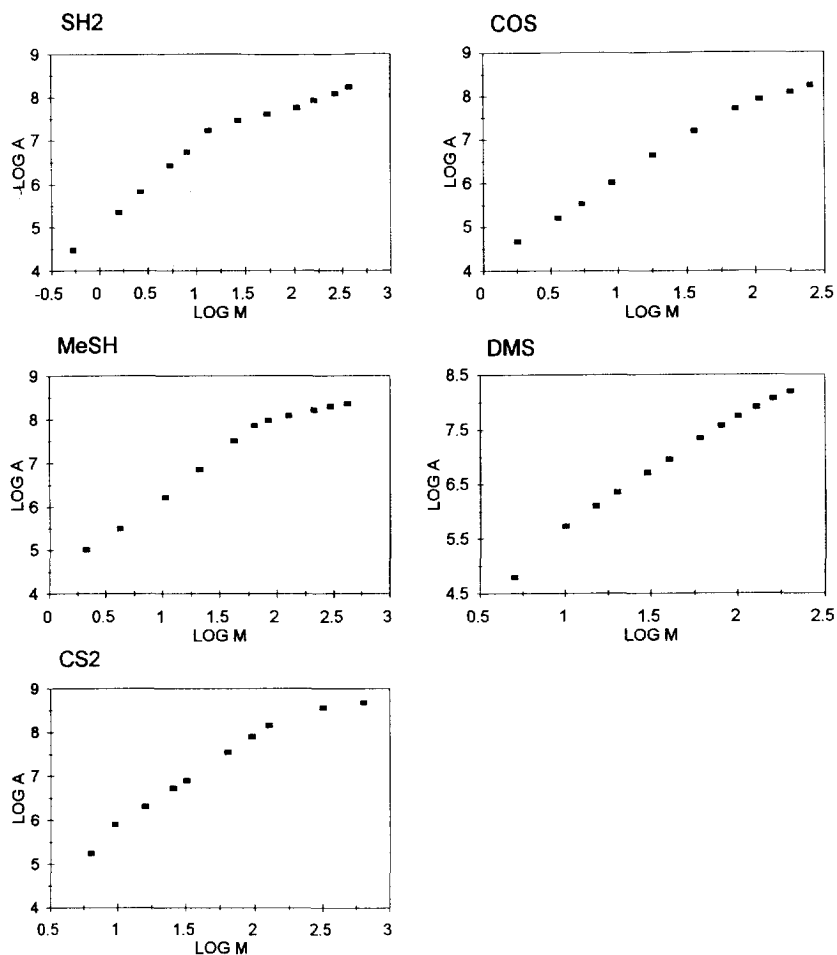 SH2
9
8
7
6
5
4
-LOG A
-0.5 0 0.5 1 1.5 2 2.5 3
LOG M
COS
9
8
7
6
5
4
LOG A
0 0.5 1 1.5 2 2.5
LOG M
MeSH
9
8
7
6
5
4
LOG A
0 0.5 1 1.5 2 2.5 3
LOG M
DMS
8.5
7.5
6.5
5.5
4.5
LOG A
0.5 1 1.5 2 2.5
LOG M
CS2
9
8
7
6
5
4
LOG A
0.5 1 1.5 2 2.5 3
LOG M